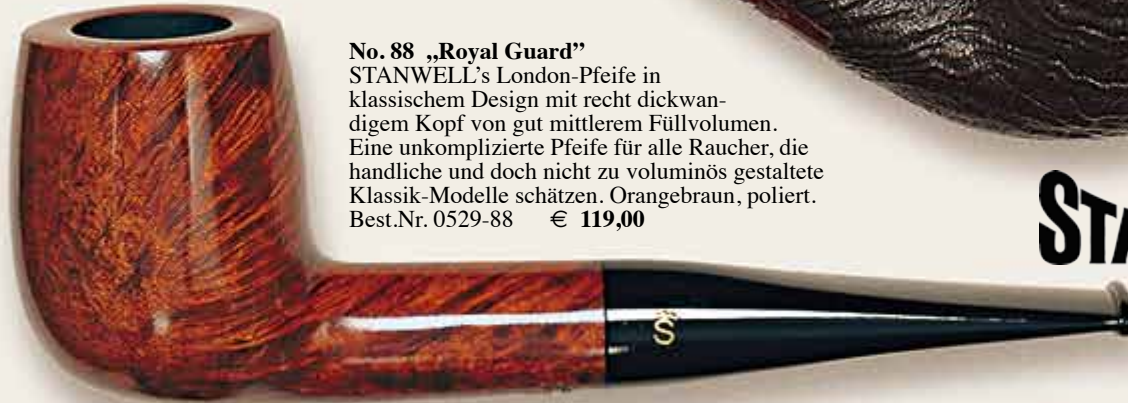 No. 88 „Royal Guard”
STANWELL’s London-Pfeife in
klassischem Design mit recht dickwan-
digem Kopf von gut mittlerem Füllvolumen.
Eine unkomplizierte Pfeife für alle Raucher, die
handliche und doch nicht zu voluminös gestaltete
Klassik-Modelle schätzen. Orangebraun, poliert.
Best.Nr. 0529-88 € 119,00
S